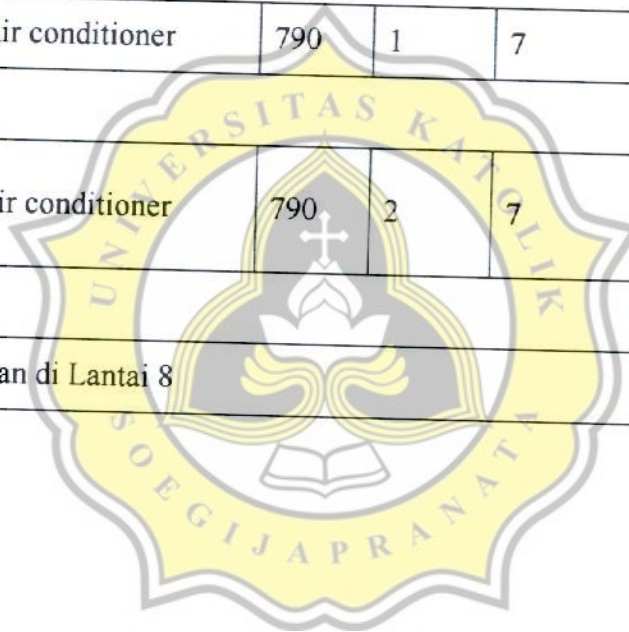 ir conditioner 790 1 7
ir conditioner 790 2 7
an di Lantai 8
UNIVERSITAS KATOLIK
SOEGIJAPRANATA